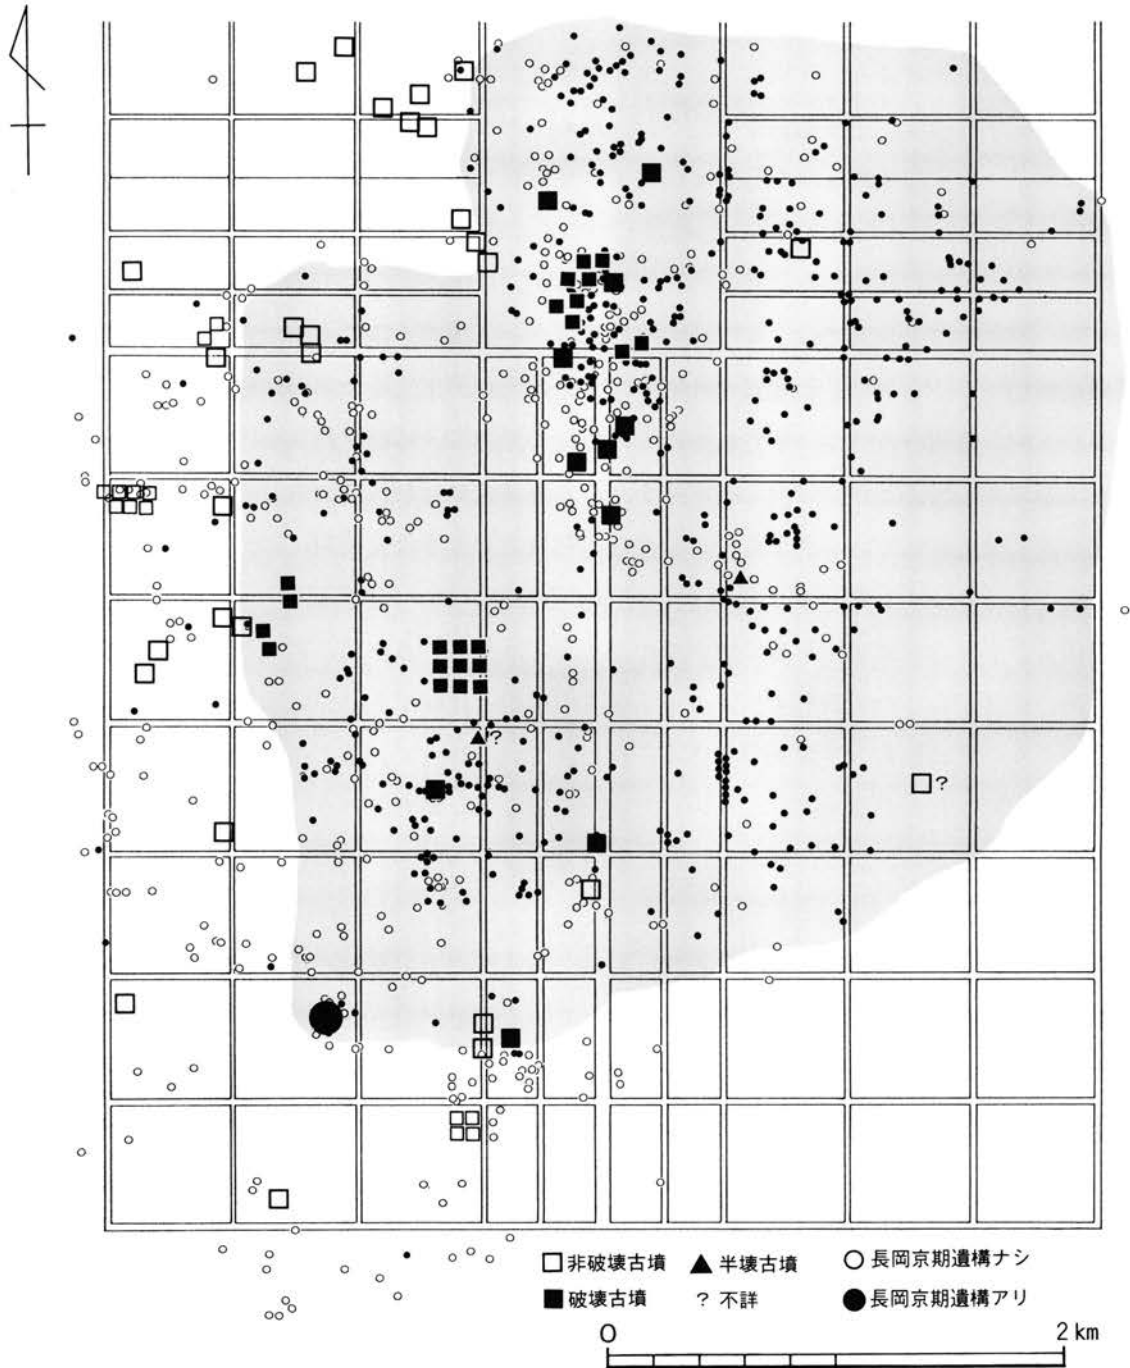 ?
?
□ 非破壊古墳 ▲ 半壊古墳 ○ 長岡京期遺構ナシ
■ 破壊古墳 ? 不詳 ● 長岡京期遺構アリ
0 2 km